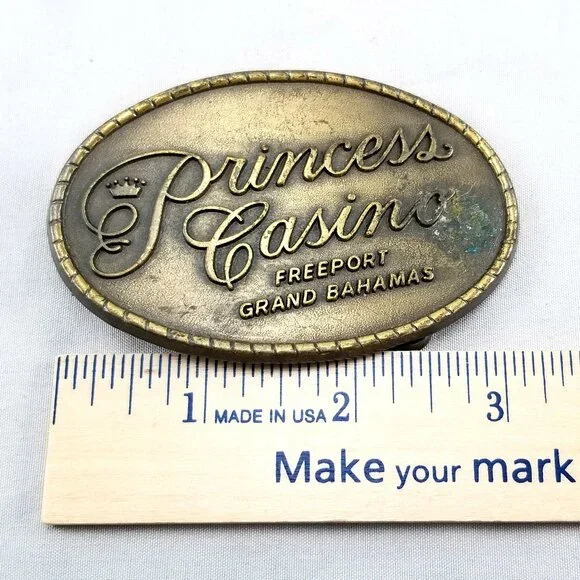 Princess
Casino
FREEPORT
GRAND BAHAMAS
1 MADE IN USA 2 3
Make your mark